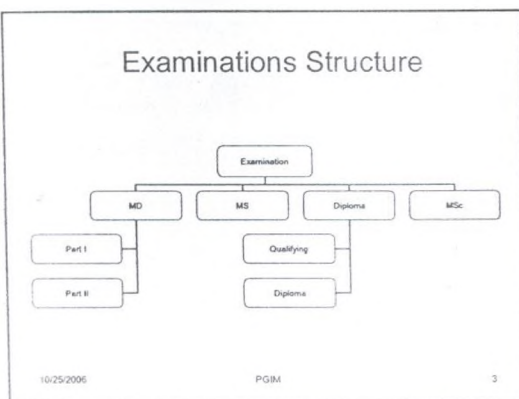 Examinations Structure
Examination
MD MS Diploma MSc
Part I Qualifying
Part II Diploma
10/25/2006 PGIM 3